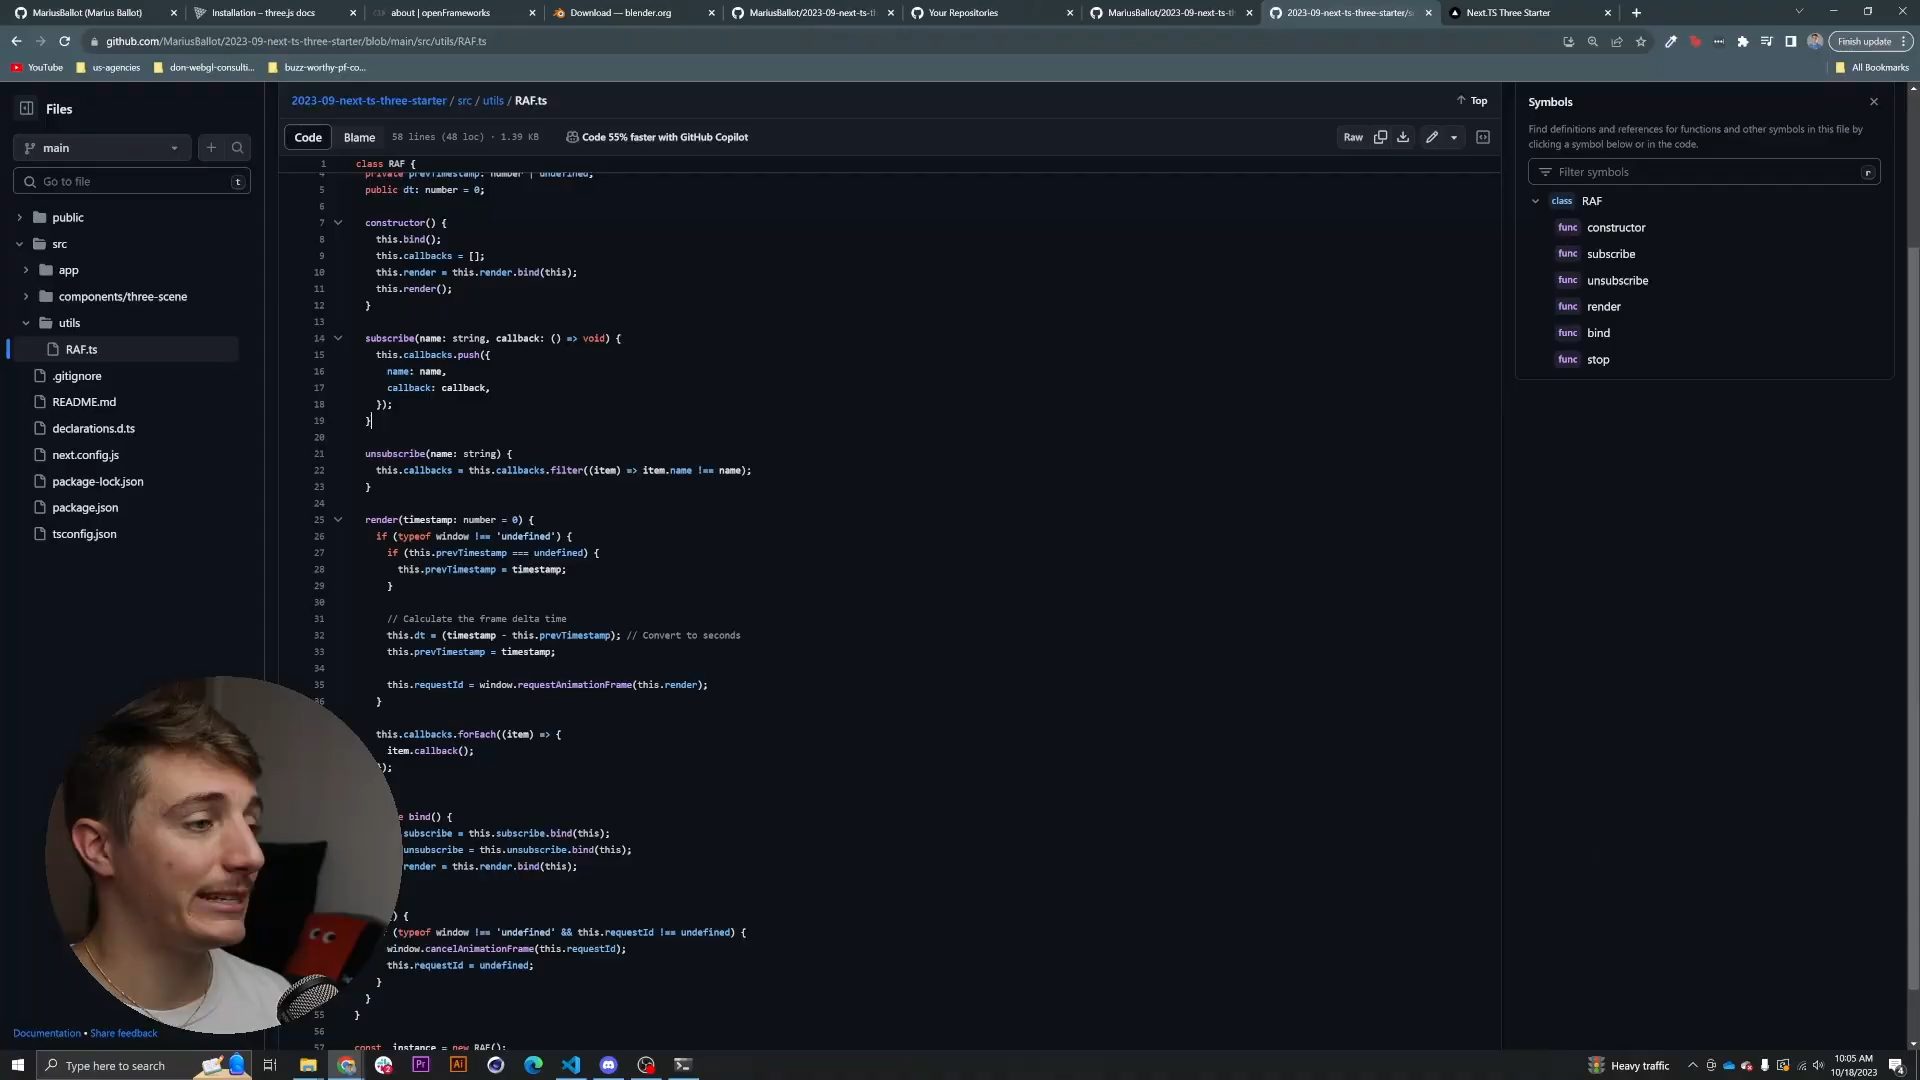 MariusBallot (Marius Ballot)
Installation – three.js docs
about | openFrameworks
Download — blender.org
MariusBallot/2023-09-next-ts-th
Your Repositories
MariusBallot/2023-09-next-ts-th
2023-09-next-ts-three-starter/s
Next.TS Three Starter
github.com/MariusBallot/2023-09-next-ts-three-starter/blob/main/src/utils/RAF.ts
Finish update
YouTube
us-agencies
don-webgl-consulti...
buzz-worthy-pf-co...
All Bookmarks
Files
main
Go to file
t
public
src
app
components/three-scene
utils
RAF.ts
.gitignore
README.md
declarations.d.ts
next.config.js
package-lock.json
package.json
tsconfig.json
Documentation • Share feedback
2023-09-next-ts-three-starter / src / utils / RAF.ts
Top
Code
Blame
58 lines (48 loc) · 1.39 KB
Code 55% faster with GitHub Copilot
Raw
1 class RAF {
private prevTimestamp: number | undefined;
5 public dt: number = 0;
6
7 constructor() {
8 this.bind();
9 this.callbacks = [];
10 this.render = this.render.bind(this);
11 this.render();
12 }
13
14 subscribe(name: string, callback: () => void) {
15 this.callbacks.push({
16 name: name,
17 callback: callback,
18 });
19 }
20
21 unsubscribe(name: string) {
22 this.callbacks = this.callbacks.filter((item) => item.name !== name);
23 }
24
25 render(timestamp: number = 0) {
26 if (typeof window !== 'undefined') {
27 if (this.prevTimestamp === undefined) {
28 this.prevTimestamp = timestamp;
29 }
30
31 // Calculate the frame delta time
32 this.dt = (timestamp - this.prevTimestamp); // Convert to seconds
33 this.prevTimestamp = timestamp;
34
35 this.requestId = window.requestAnimationFrame(this.render);
36 }
this.callbacks.forEach((item) => {
item.callback();
);
e bind() {
subscribe = this.subscribe.bind(this);
unsubscribe = this.unsubscribe.bind(this);
render = this.render.bind(this);
) {
(typeof window !== 'undefined' && this.requestId !== undefined) {
window.cancelAnimationFrame(this.requestId);
this.requestId = undefined;
}
}
55 }
56
57 const _instance = new RAF();
Symbols
Find definitions and references for functions and other symbols in this file by
clicking a symbol below or in the code.
Filter symbols
r
class RAF
func constructor
func subscribe
func unsubscribe
func render
func bind
func stop
Type here to search
Heavy traffic
10:05 AM
10/18/2023
4